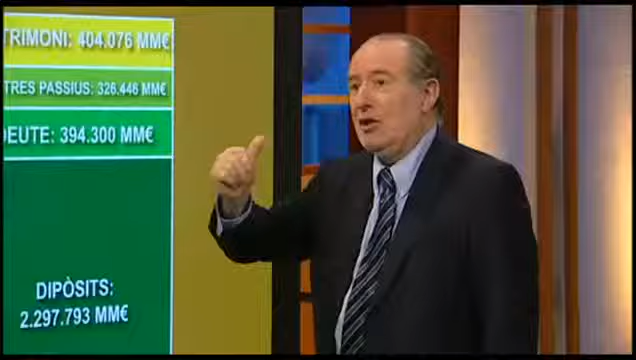 TRIMONI: 404.076 MM€
TRES PASSIUS: 326.446 MM€
DEUTE: 394.300 MM€
DIPÒSITS:
2.297.793 MM€